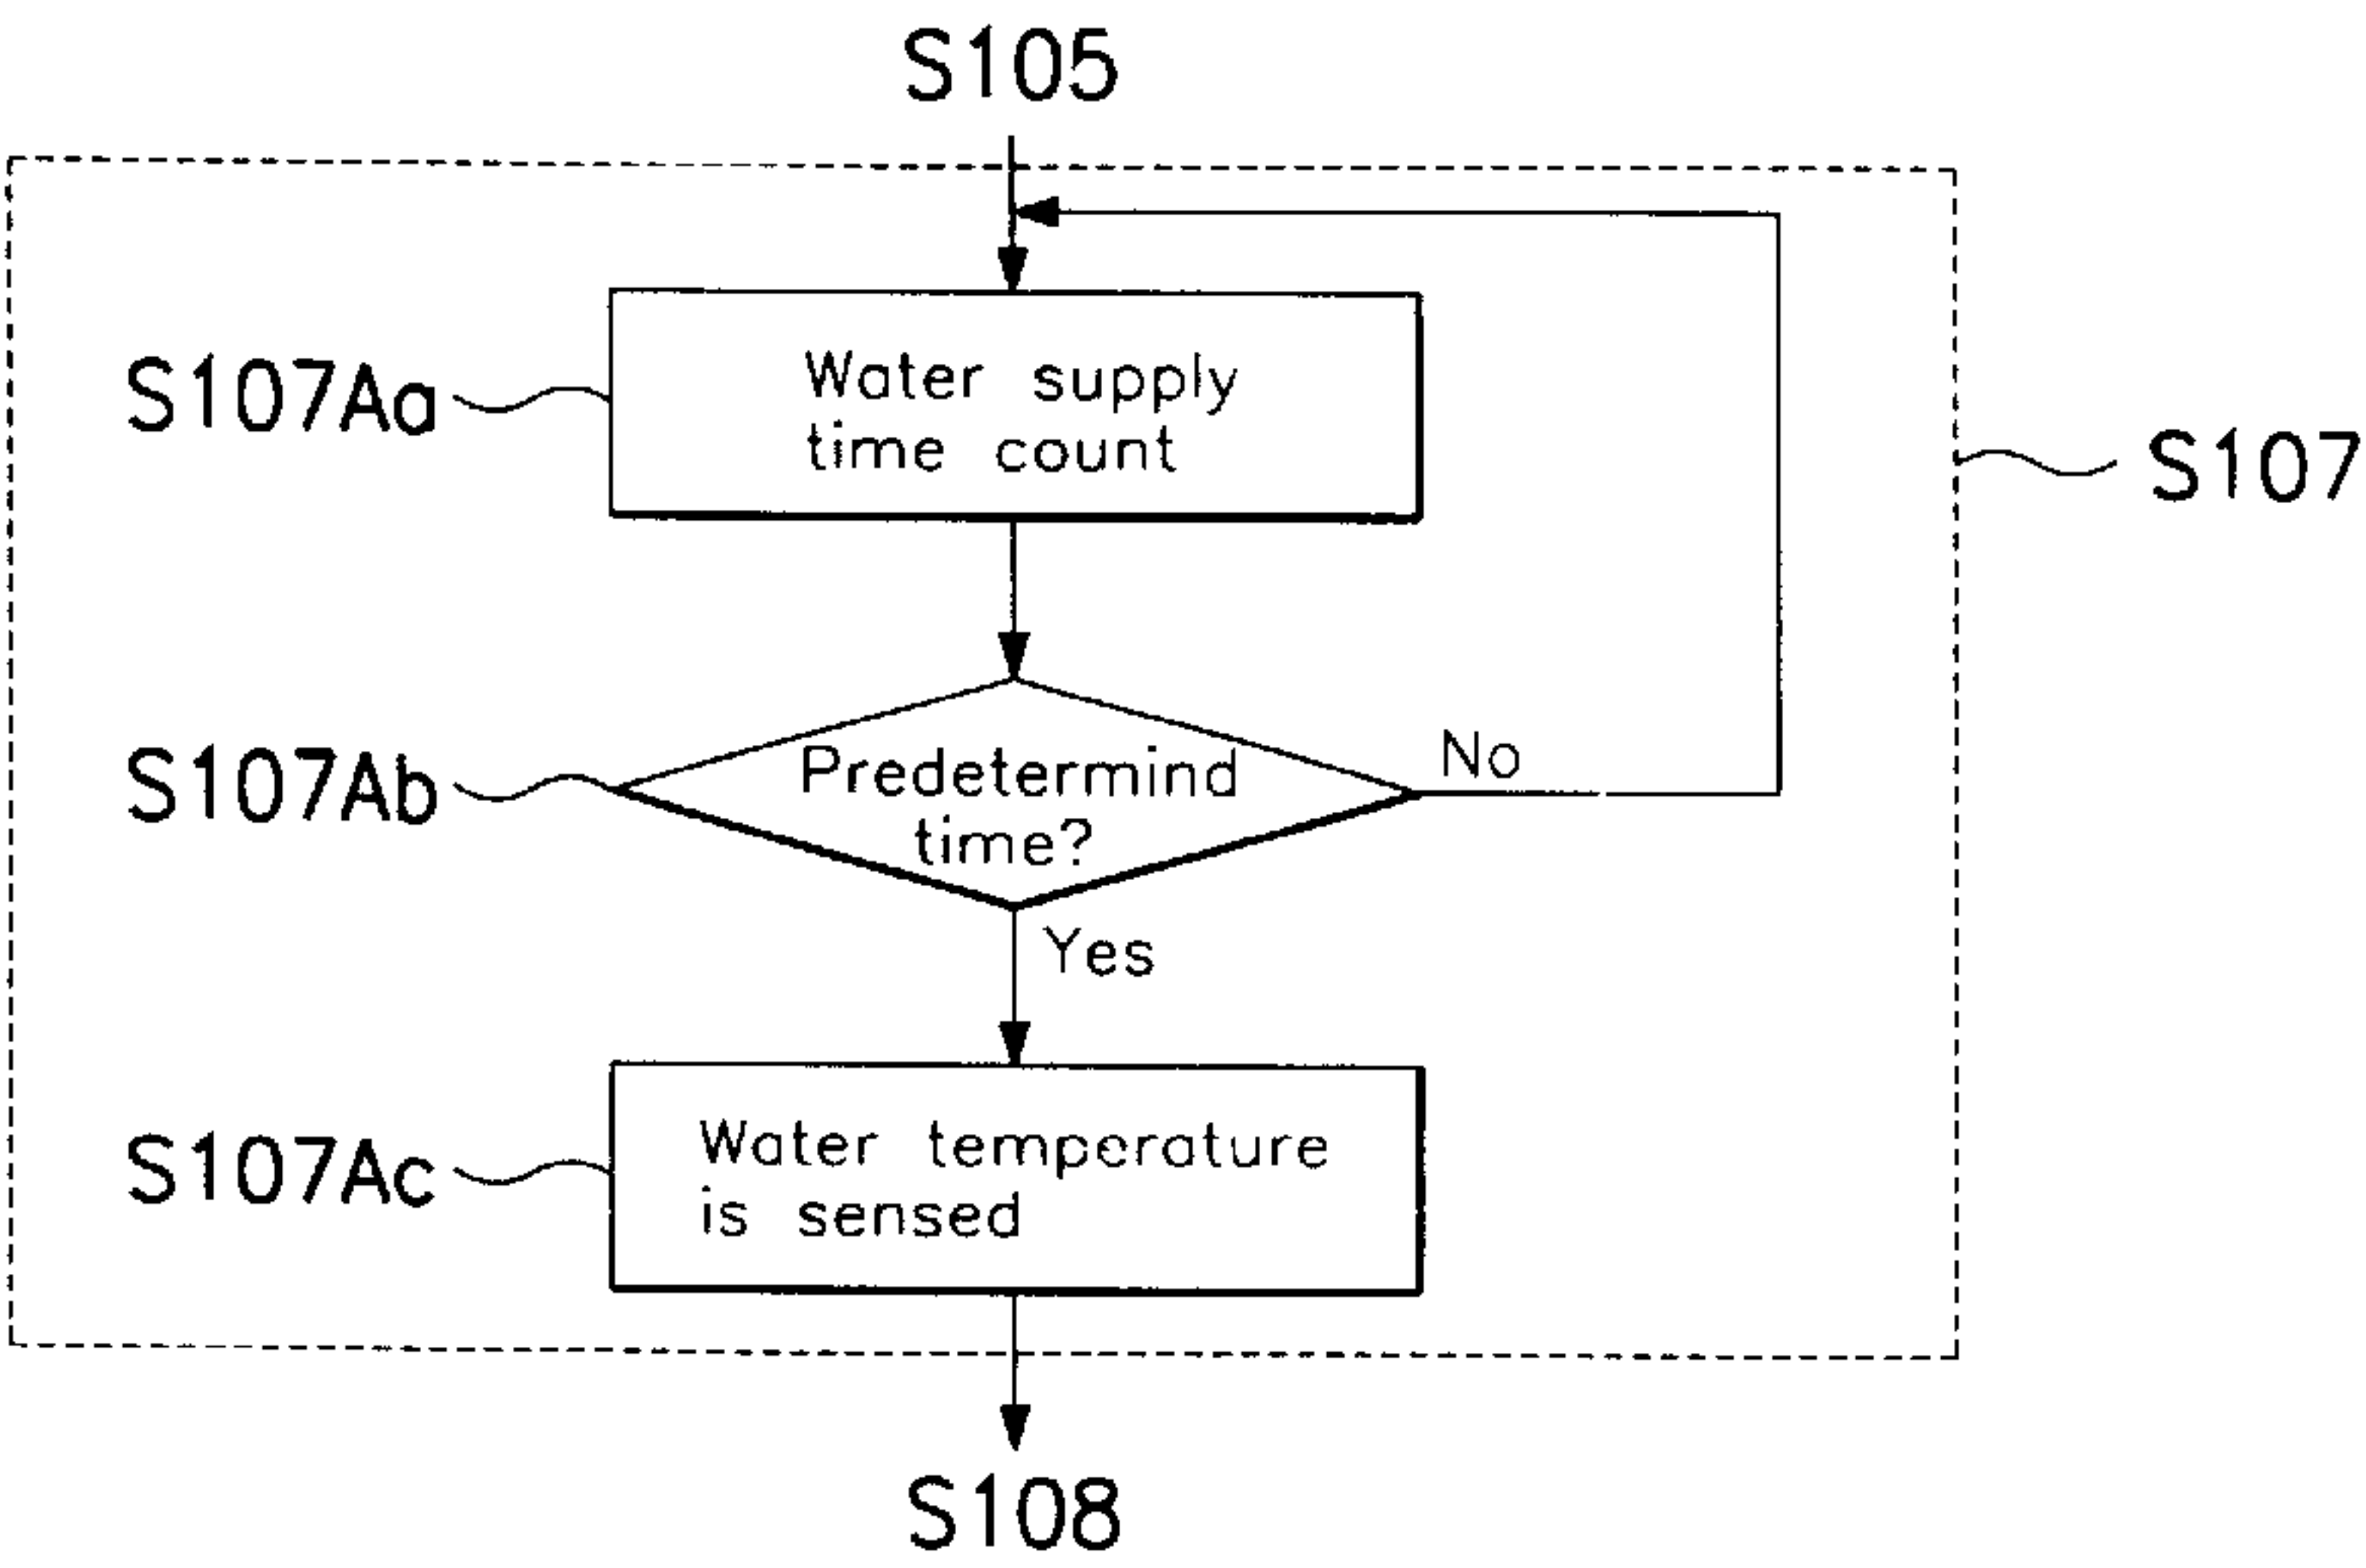 S105
S107Aa
Water supply
time count
S107
S107Ab
Predetermind
time?
No
Yes
S107Ac
Water temperature
is sensed
S108